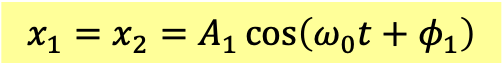 x₁ = x₂ = A₁ cos(ω₀t + ϕ₁)